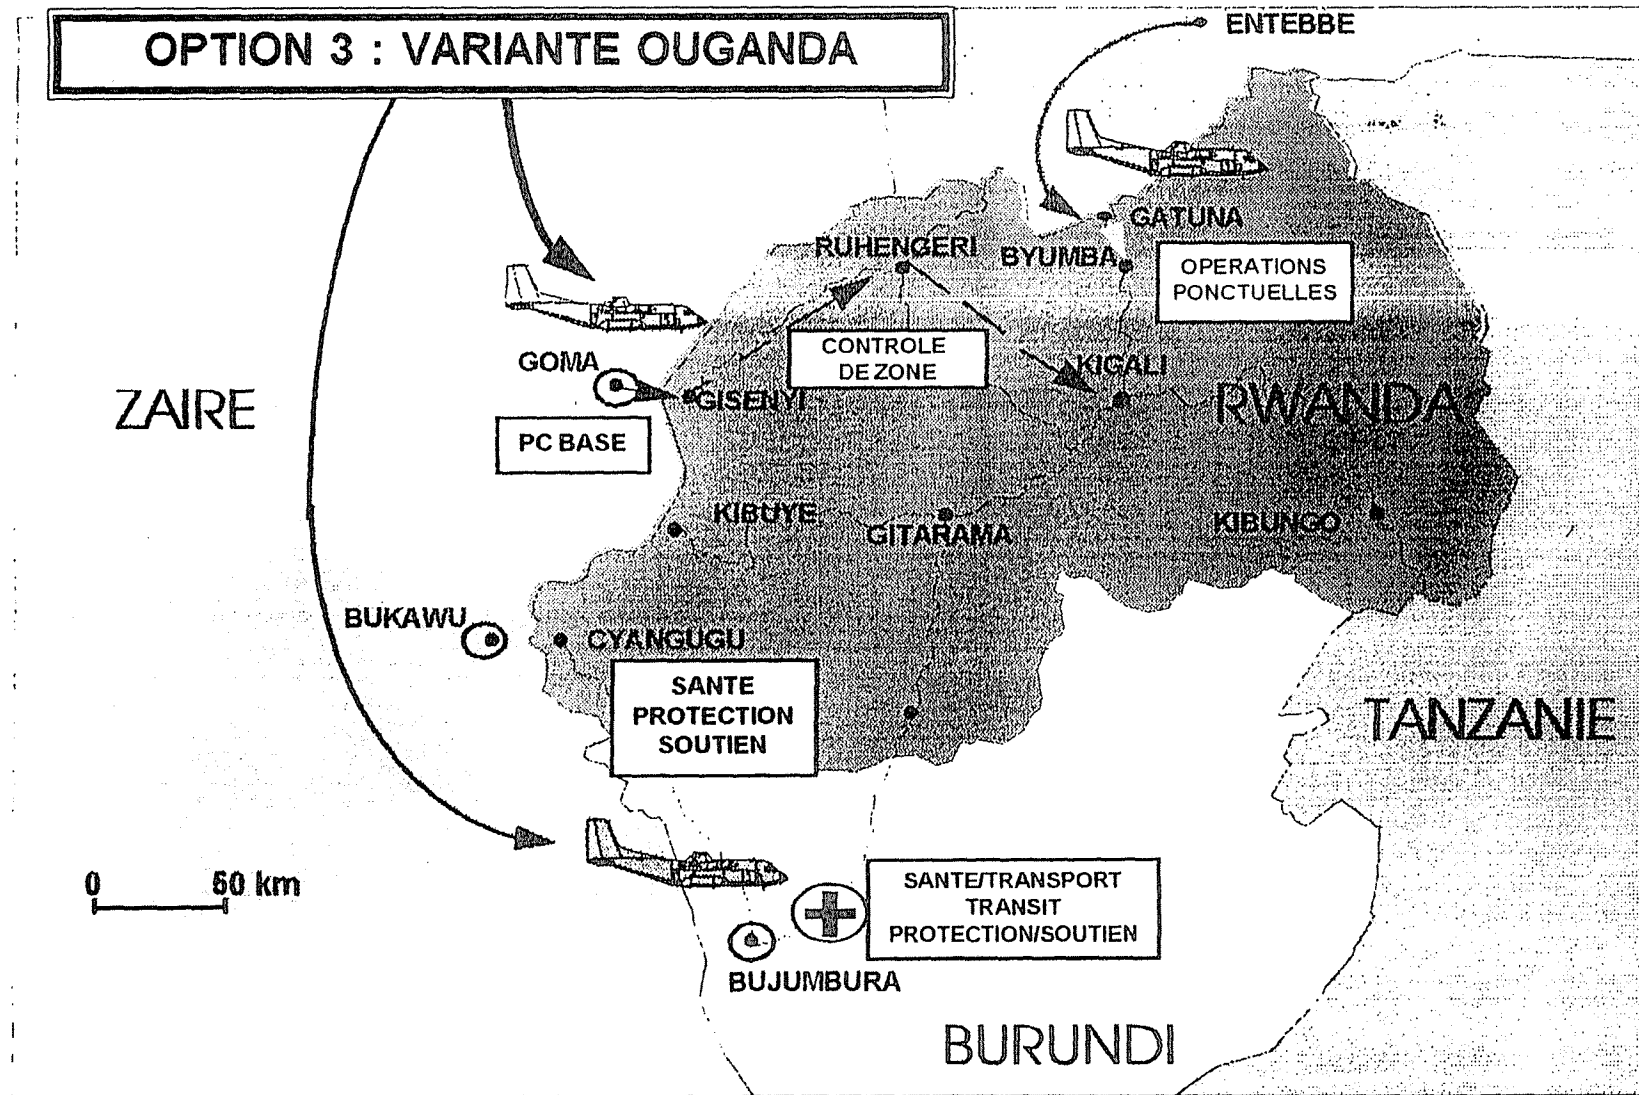 OPTION 3 : VARIANTE OUGANDA
ENTEBBE
GATUNA
RUHENGERI
BYUMBA
OPERATIONS
PONCTUELLES
CONTROLE
DE ZONE
GOMA
KIGALI
ZAIRE
GISENYI
RWANDA
PC BASE
KIBUYE
GITARAMA
KIBUNGO
BUKAWU
CYANGUGU
SANTE
PROTECTION
SOUTIEN
TANZANIE
0 50 km
SANTE/TRANSPORT
TRANSIT
PROTECTION/SOUTIEN
BUJUMBURA
BURUNDI